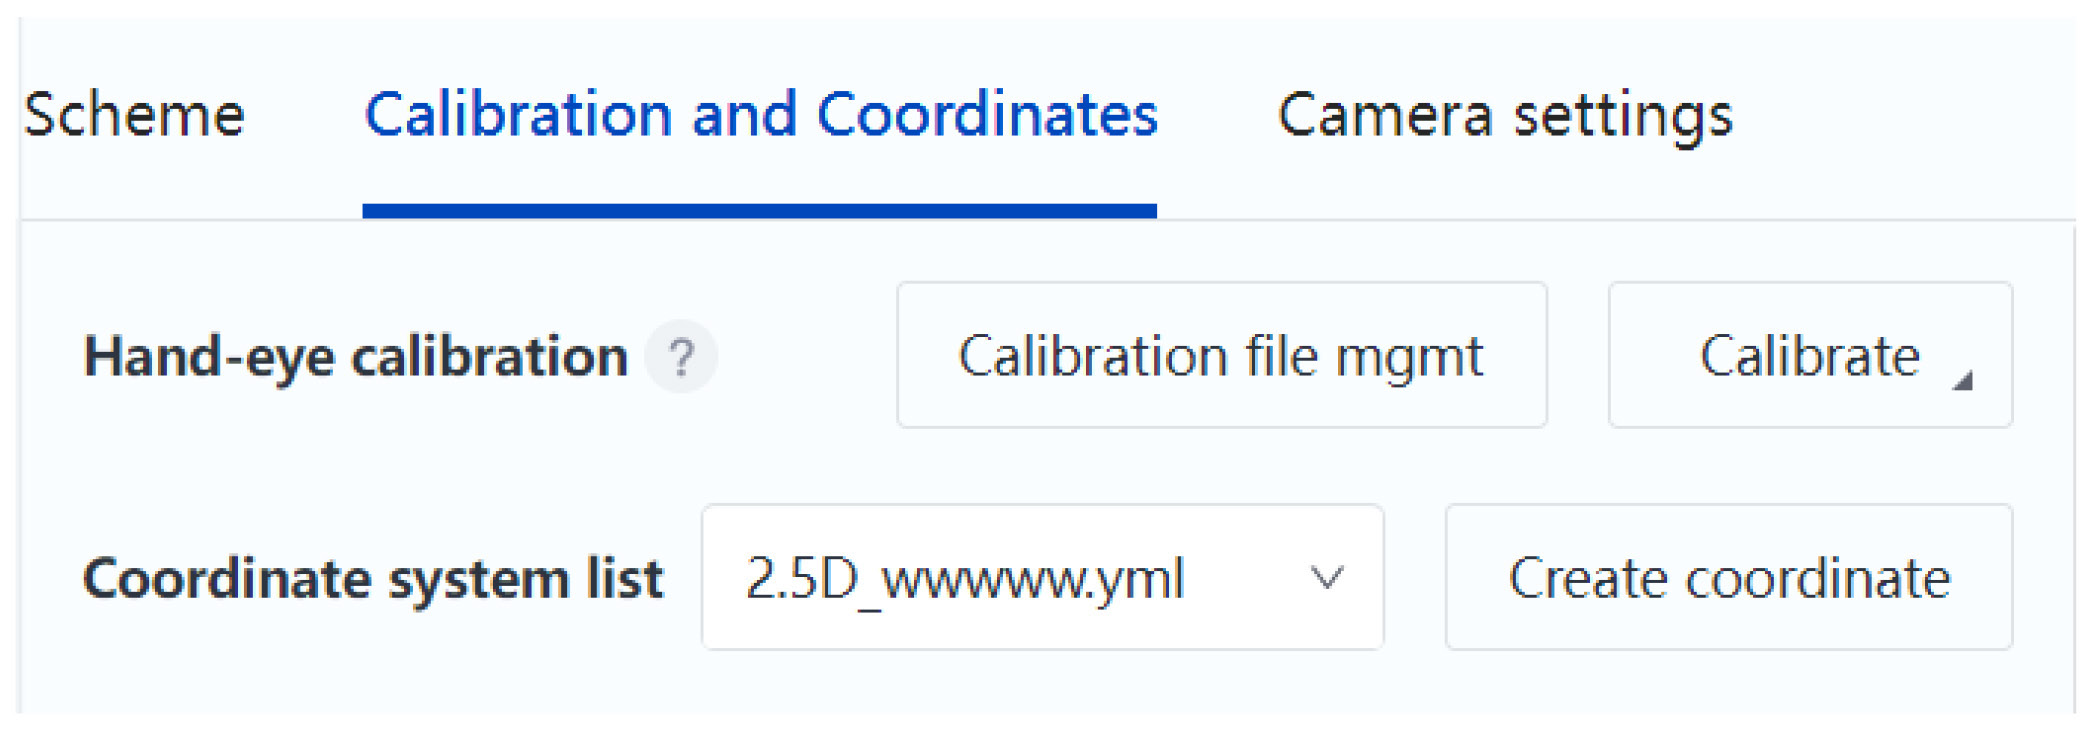 Scheme Calibration and Coordinates Camera settings
Hand-eye calibration ? Calibration file mgmt Calibrate
Coordinate system list 2.5D_wwwww.yml Create coordinate